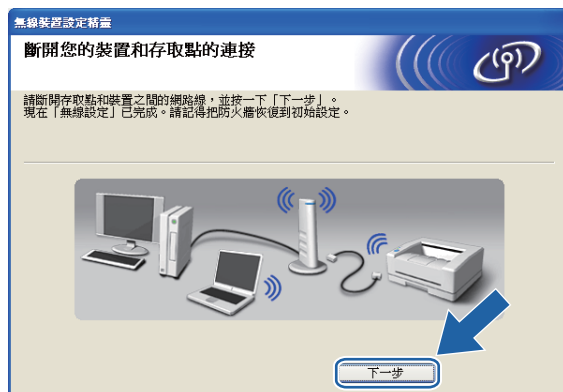 無線裝置設定精靈
斷開您的裝置和存取點的連接
請斷開存取點和裝置之間的網路線，並按一下「下一步」。
現在「無線設定」已完成。請記得把防火牆恢復到初始設定。
下一步